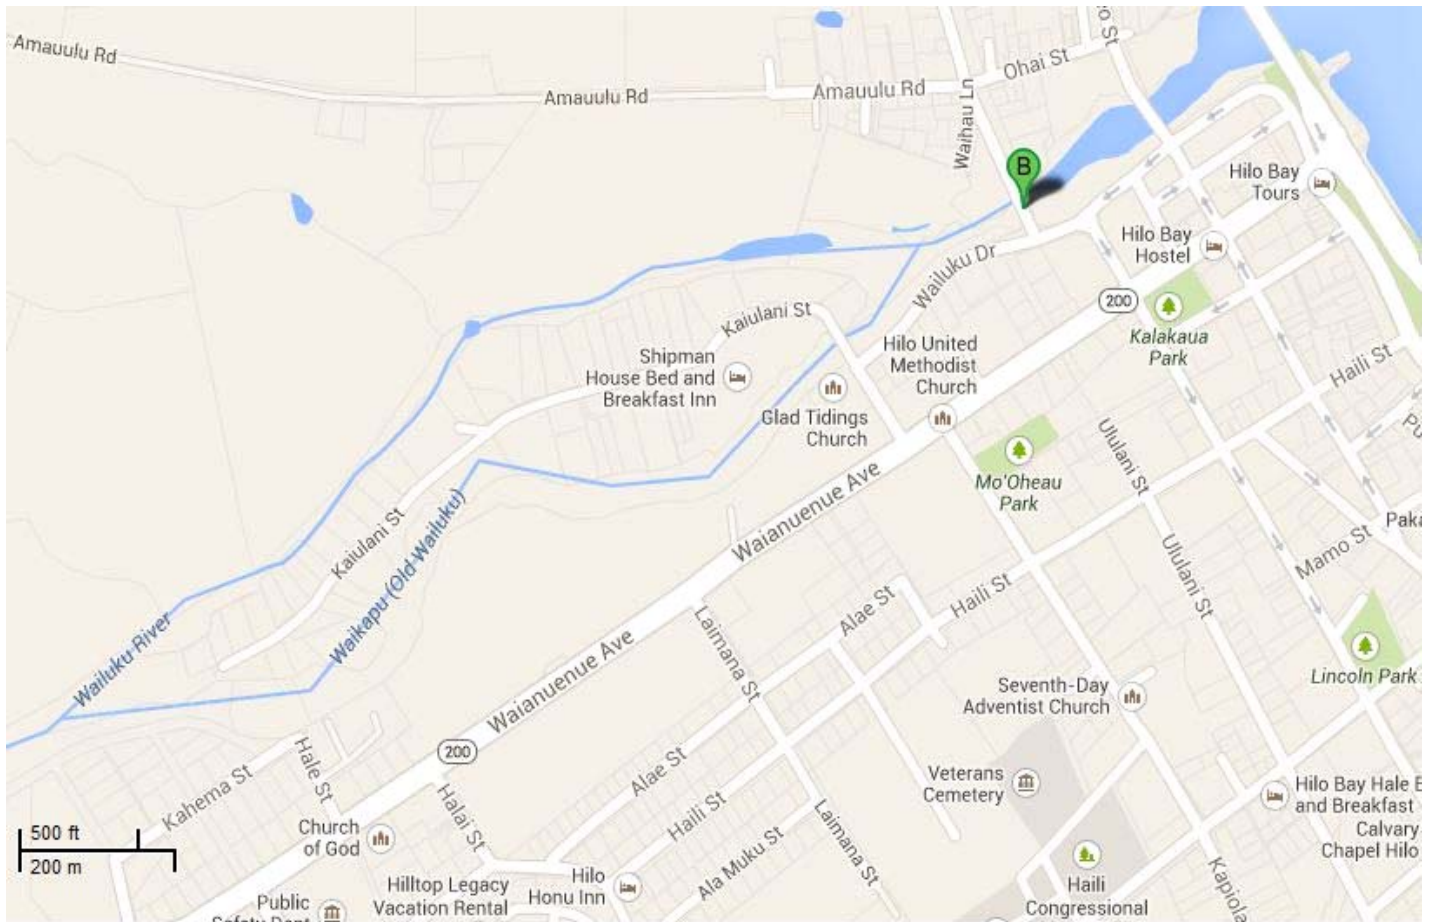 Amauulu Rd
Amauulu Rd
Amauulu Rd
Ohai St
o St
Waihau Ln
B
Hilo Bay
Tours
Hilo Bay
Hostel
Wailuku Dr
200
Kalakaua
Park
Kaiulani St
Hilo United
Methodist
Church
Shipman
House Bed and
Breakfast Inn
Glad Tidings
Church
Haili St
Ululani St
Mo'Oheau
Park
Waianuenue Ave
Kaiulani St
Waikapu (Old Wailuku)
Wailuku River
Paka
Mamo St
Ululani St
Haili St
Alae St
Laimana St
Lincoln Park
Waianuenue Ave
Seventh-Day
Adventist Church
200
Hale St
Kahema St
Alae St
Veterans
Cemetery
Hilo Bay Hale B
and Breakfast
Calvary
Chapel Hilo
Halai St
Haili St
Laimana St
Ala Muku St
500 ft
200 m
Church
of God
Hilltop Legacy
Vacation Rental
Hilo
Honu Inn
Haili
Congregational
Kapiola
Public